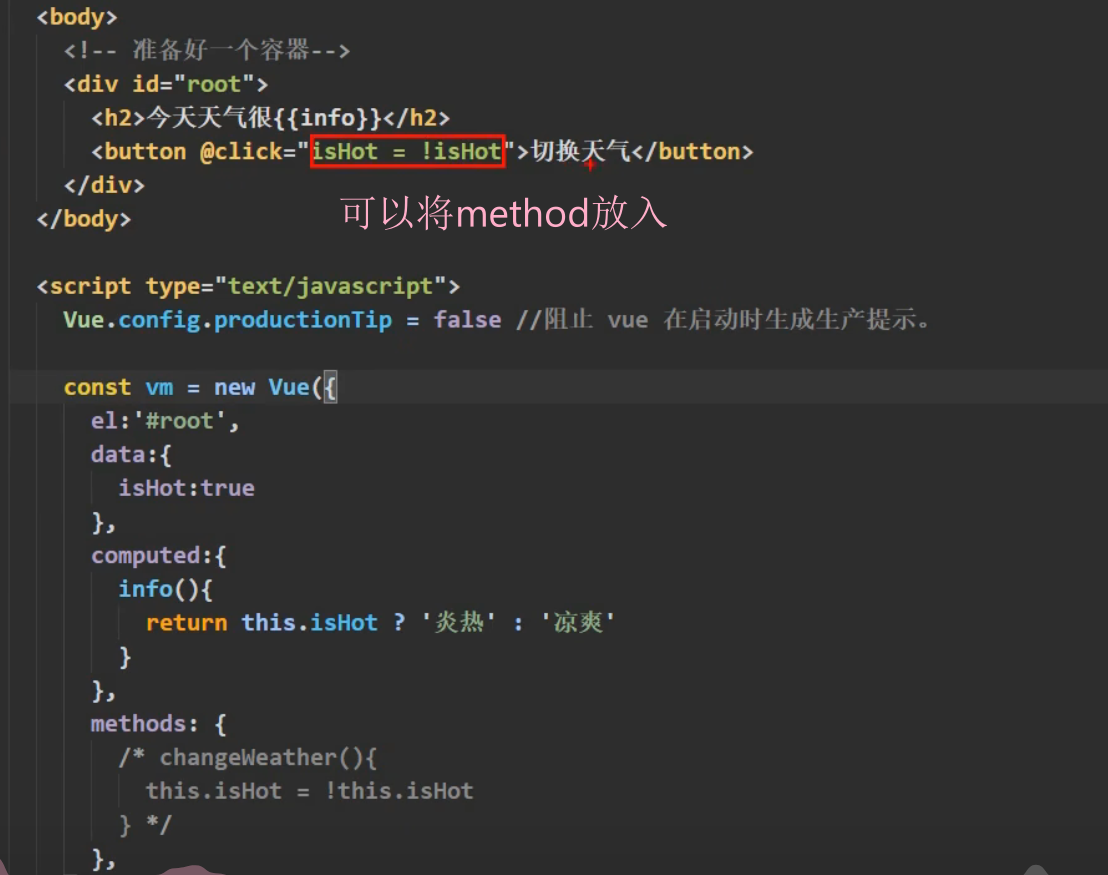 <body>
<!-- 准备好一个容器-->
<div id="root">
<h2>今天天气很{{info}}</h2>
<button @click="isHot = !isHot">切换天气</button>
</div>
</body>
可以将method放入
<script type="text/javascript">
Vue.config.productionTip = false //阻止 vue 在启动时生成生产提示。
const vm = new Vue({
el:'#root',
data:{
isHot:true
},
computed:{
info(){
return this.isHot ? '炎热' : '凉爽'
}
},
methods: {
/* changeWeather(){
this.isHot = !this.isHot
} */
},